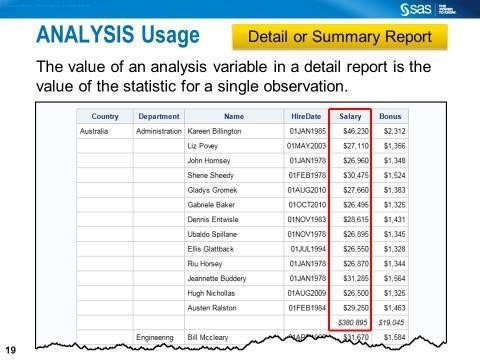 sas THE POWER TO KNOW.
ANALYSIS Usage
Detail or Summary Report
The value of an analysis variable in a detail report is the
value of the statistic for a single observation.
Country Department Name HireDate Salary Bonus
Australia Administration Kareen Billington 01JAN1985 $46,230 $2,312
Liz Povey 01MAY2003 $27,110 $1,356
John Hornsey 01JAN1978 $26,960 $1,348
Sherie Sheedy 01FEB1978 $30,475 $1,524
Gladys Gromek 01AUG2010 $27,660 $1,383
Gabriele Baker 01OCT2010 $26,495 $1,325
Dennis Entwisle 01NOV1983 $28,615 $1,431
Ubaldo Spillane 01NOV1978 $26,895 $1,345
Ellis Glattback 01JUL1994 $26,550 $1,328
Riu Horsey 01JAN1978 $26,870 $1,344
Jeannette Buddery 01JAN1978 $31,285 $1,564
Hugh Nichollas 01AUG2009 $26,500 $1,325
Austen Ralston 01FEB1984 $29,250 $1,463
$380,895 $19,045
Engineering Bill Mccleary $31,670 $1,584
19